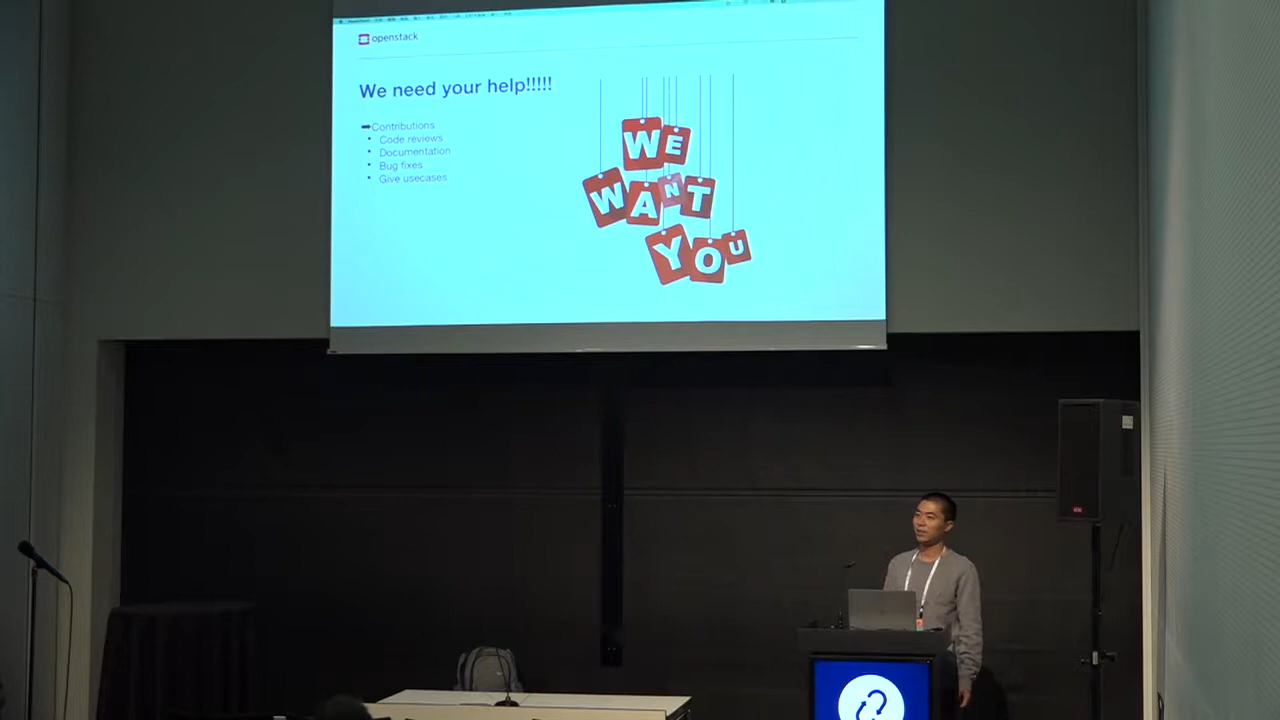 openstack
We need your help!!!!!
Contributions
Code reviews
Documentation
Bug fixes
Give usecases
WE
WANT
YOU